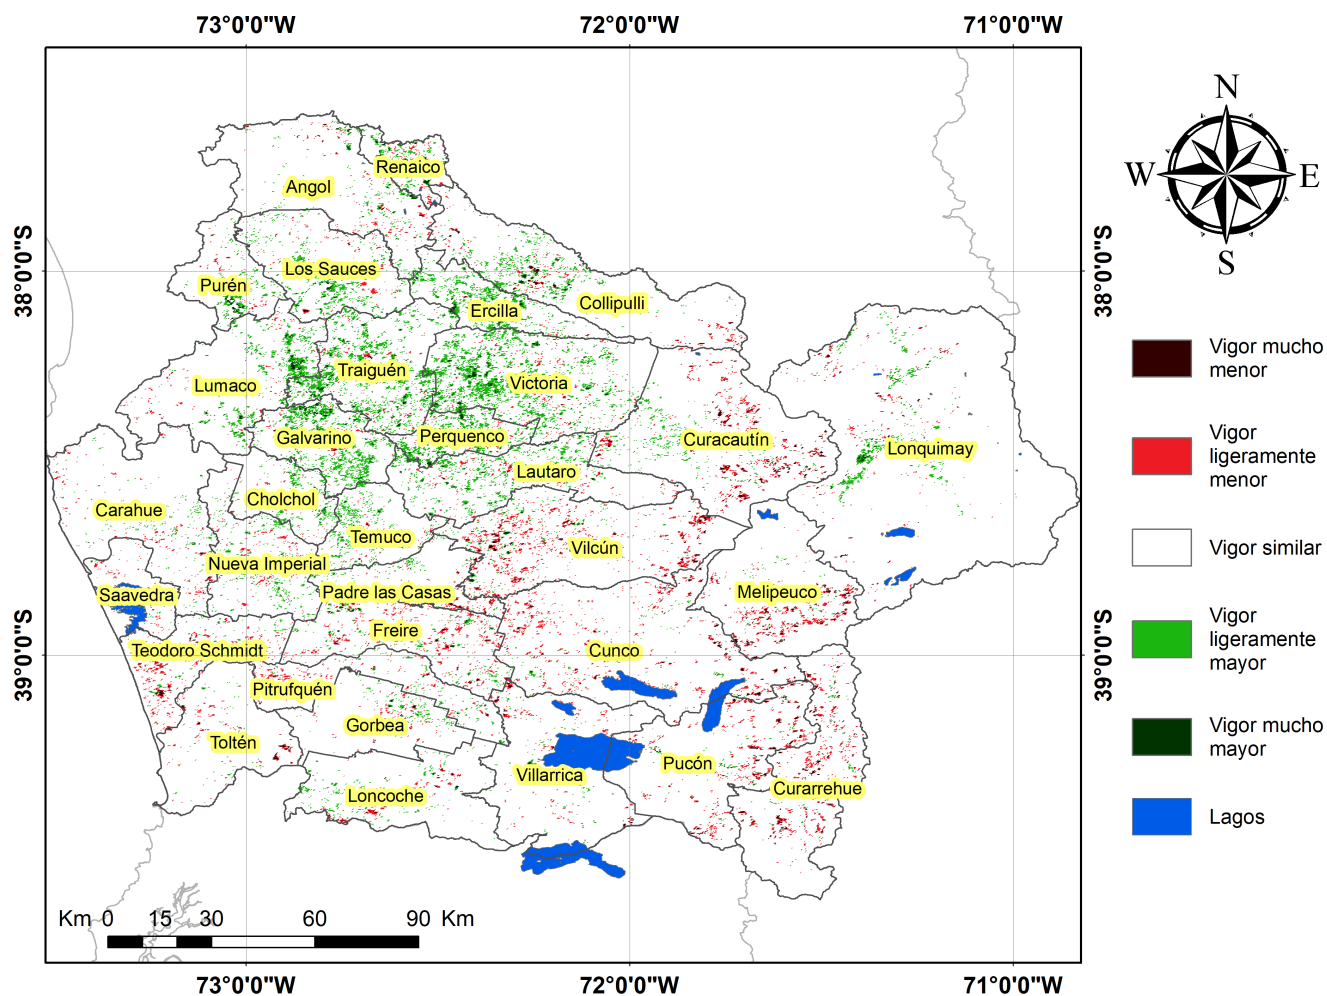 73°0'0"W 72°0'0"W 71°0'0"W
38°0'0"S
39°0'0"S
Renaico
Angol
Los Sauces
Purén
Collipulli
Ercilla
Traiguén
Victoria
Lumaco
Galvarino
Perquenco
Curacautín
Lonquimay
Lautaro
Cholchol
Carahue
Temuco
Vilcún
Nueva Imperial
Padre las Casas
Melipeuco
Saavedra
Freire
Teodoro Schmidt
Cunco
Pitrufquén
Gorbea
Toltén
Pucón
Villarrica
Curarrehue
Loncoche
Km 0 15 30 60 90 Km
73°0'0"W 72°0'0"W 71°0'0"W
38°0'0"S
39°0'0"S
N
W E
S
Vigor mucho
menor
Vigor
ligeramente
menor
Vigor similar
Vigor
ligeramente
mayor
Vigor mucho
mayor
Lagos